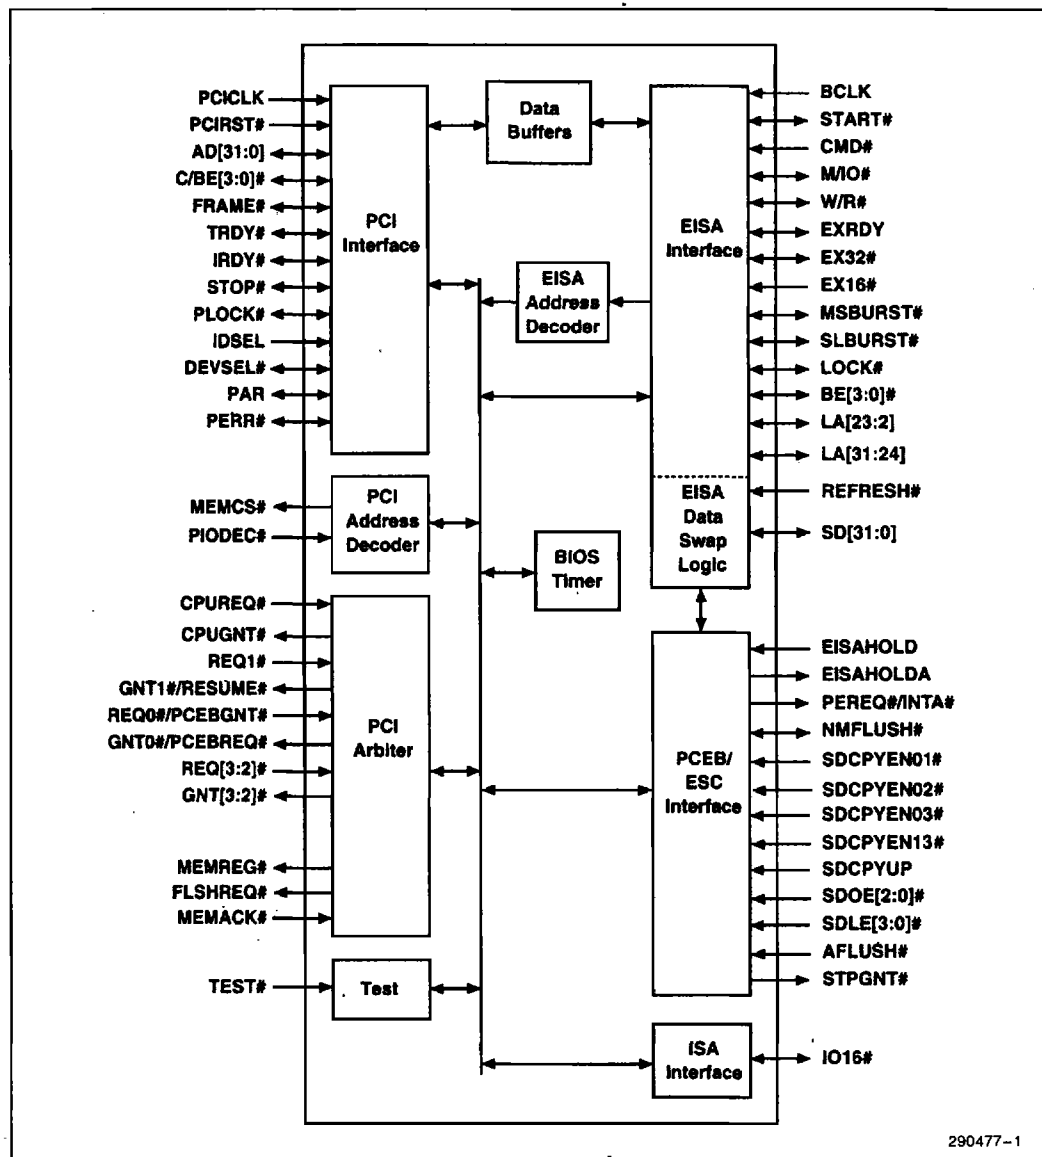 PCICLK
PCIRST#
AD[31:0]
C/BE[3:0]#
FRAME#
TRDY#
IRDY#
STOP#
PLOCK#
IDSEL
DEVSEL#
PAR
PERR#
MEMCS#
PIODEC#
CPUREQ#
CPUGNT#
REQ1#
GNT1#/RESUME#
REQ0#/PCEBGNT#
GNT0#/PCEBREQ#
REQ[3:2]#
GNT[3:2]#
MEMREG#
FLSHREQ#
MEMACK#
TEST#
PCI
Interface
PCI
Address
Decoder
PCI
Arbiter
Test
Data
Buffers
EISA
Address
Decoder
BIOS
Timer
EISA
Interface
EISA
Data
Swap
Logic
PCEB/
ESC
Interface
ISA
Interface
BCLK
START#
CMD#
M/IO#
W/R#
EXRDY
EX32#
EX16#
MSBURST#
SLBURST#
LOCK#
BE[3:0]#
LA[23:2]
LA[31:24]
REFRESH#
SD[31:0]
EISAHOLD
EISAHOLDA
PEREQ#/INTA#
NMFLUSH#
SDCPYEN01#
SDCPYEN02#
SDCPYEN03#
SDCPYEN13#
SDCPYUP
SDOE[2:0]#
SDLE[3:0]#
AFLUSH#
STPGNT#
IO16#
290477-1